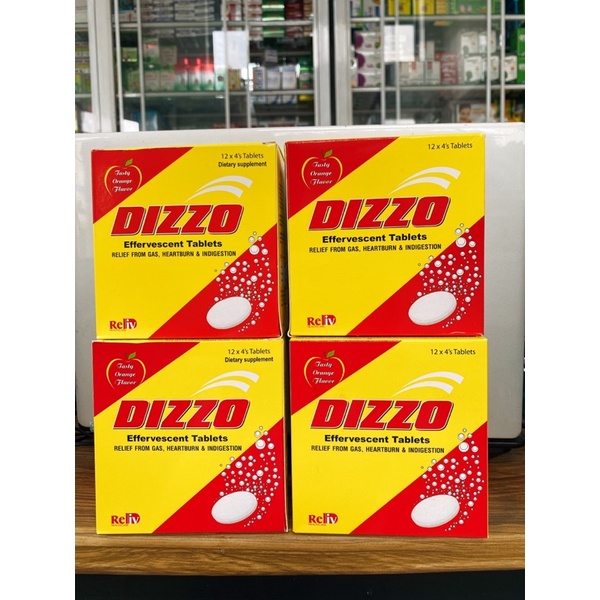 12 x 4's Tablets
Dietary supplement
Tasty
Orange
Flavor
DIZZO
Effervescent Tablets
RELIEF FROM GAS, HEARTBURN & INDIGESTION
Reliv
12 x 4's Tablets
Tasty
Orange
Flavor
DIZZO
Effervescent Tablets
RELIEF FROM GAS, HEARTBURN & INDIGESTION
Reliv
12 x 4's Tablets
Dietary supplement
Tasty
Orange
Flavor
DIZZO
Effervescent Tablets
RELIEF FROM GAS, HEARTBURN & INDIGESTION
Reliv
12 x 4's Tablets
Tasty
Orange
Flavor
DIZZO
Effervescent Tablets
RELIEF FROM GAS, HEARTBURN & INDIGESTION
Reliv